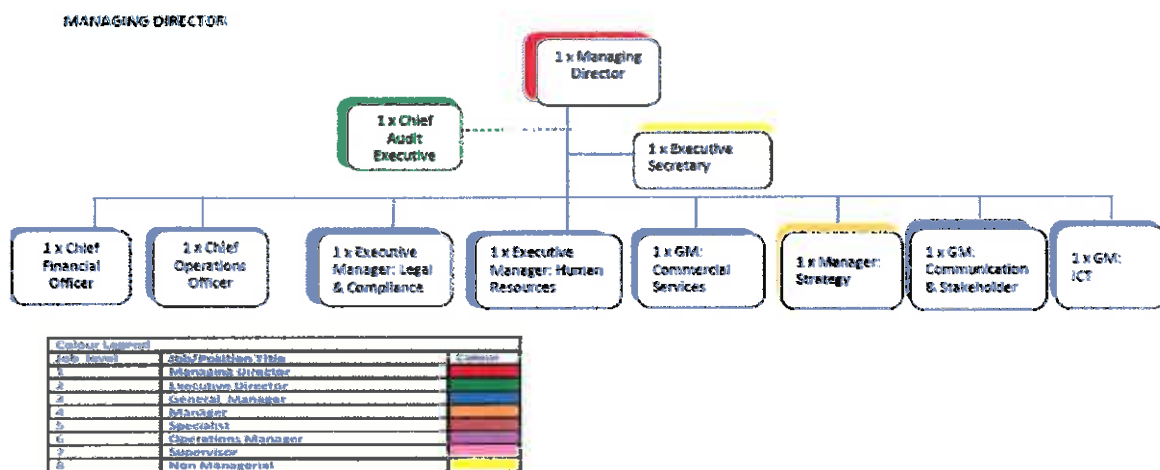 MANAGING DIRECTOR
1 x Managing
Director
1 x Chief
Audit
Executive
1 x Executive
Secretary
1 x Chief
Financial
Officer
1 x Chief
Operations
Officer
1 x Executive
Manager: Legal
& Compliance
1 x Executive
Manager: Human
Resources
1 x GM:
Commercial
Services
1 x Manager:
Strategy
1 x GM:
Communication
& Stakeholder
1 x GM:
ICT
Colour Legend
Job level Job/Position Title Colour
1 Managing Director
2 Executive Director
3 General Manager
4 Manager
5 Specialist
6 Operations Manager
7 Supervisor
8 Non Managerial